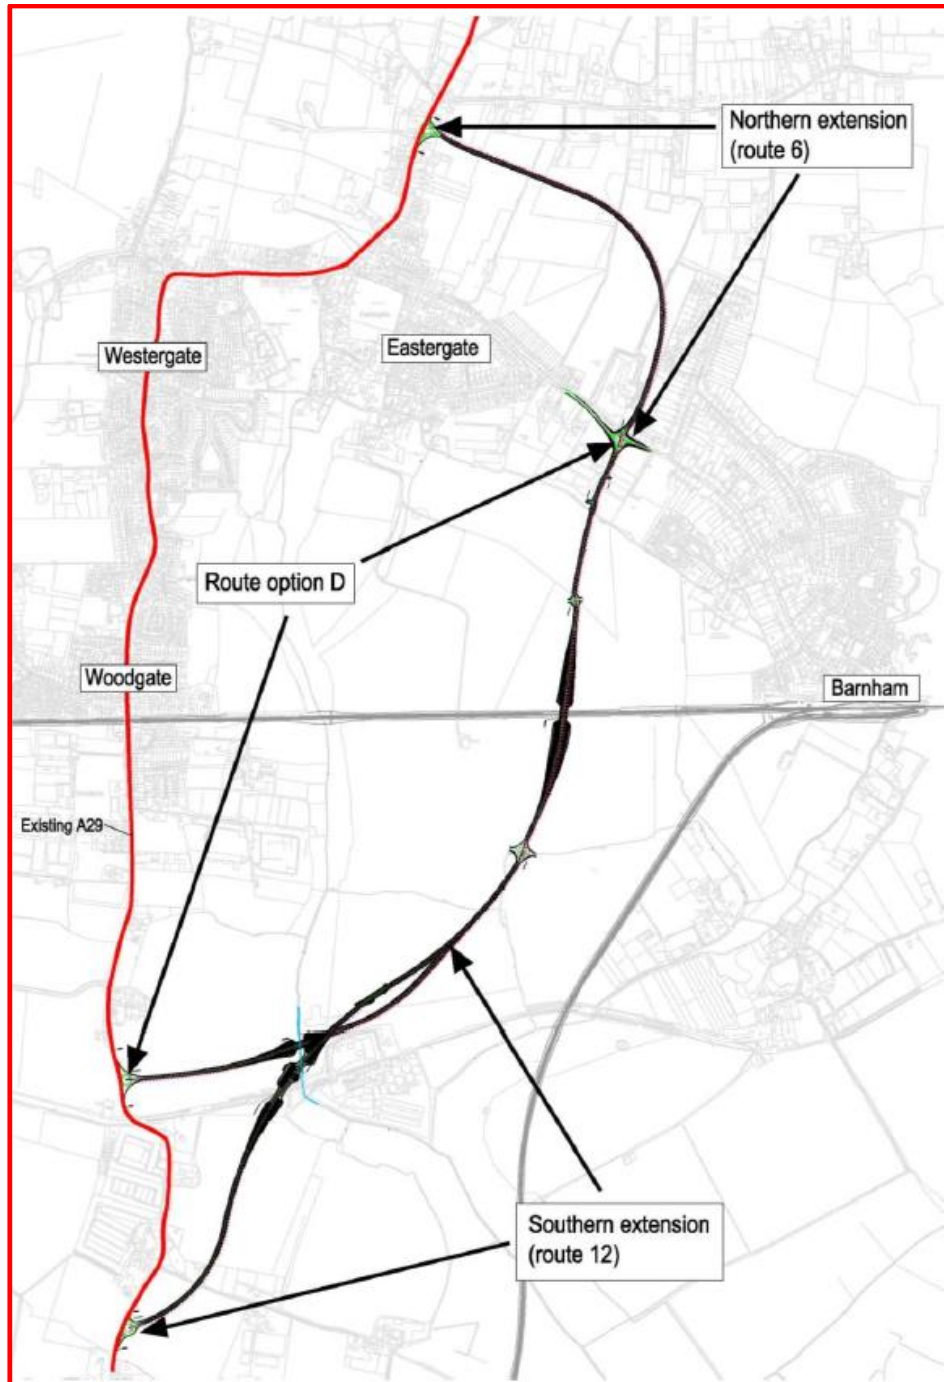 Northern extension
(route 6)
Westergate
Eastergate
Route option D
Woodgate
Barnham
Existing A29
Southern extension
(route 12)